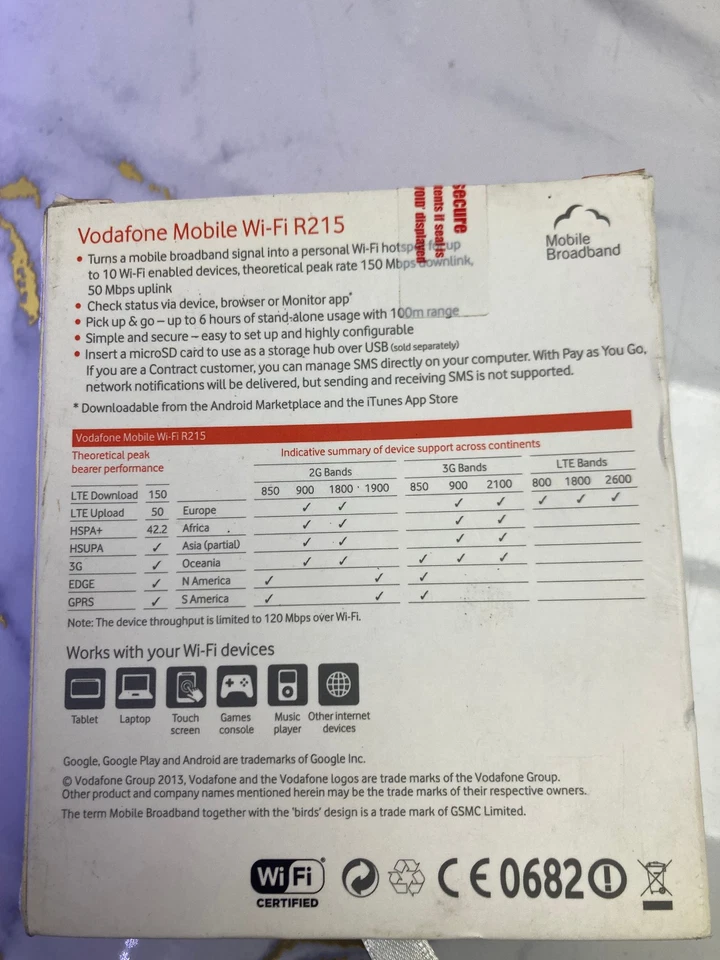 Vodafone Mobile Wi-Fi R215
Mobile
Broadband
secure
tents if seal is
VOID' displayed
• Turns a mobile broadband signal into a personal Wi-Fi hotspot for up
to 10 Wi-Fi enabled devices, theoretical peak rate 150 Mbps downlink,
50 Mbps uplink
• Check status via device, browser or Monitor app*
• Pick up & go – up to 6 hours of stand-alone usage with 100m range
• Simple and secure – easy to set up and highly configurable
• Insert a microSD card to use as a storage hub over USB (sold separately)
If you are a Contract customer, you can manage SMS directly on your computer. With Pay as You Go,
network notifications will be delivered, but sending and receiving SMS is not supported.
* Downloadable from the Android Marketplace and the iTunes App Store
Vodafone Mobile Wi-Fi R215
Theoretical peak
bearer performance
Indicative summary of device support across continents
2G Bands 3G Bands LTE Bands
850 900 1800 1900 850 900 2100 800 1800 2600
LTE Download 150
LTE Upload 50 Europe ✓ ✓ ✓ ✓ ✓ ✓ ✓
HSPA+ 42.2 Africa ✓ ✓ ✓ ✓
HSUPA ✓ Asia (partial) ✓ ✓ ✓ ✓
3G ✓ Oceania ✓ ✓ ✓ ✓ ✓
EDGE ✓ N America ✓ ✓ ✓
GPRS ✓ S America ✓ ✓ ✓
Note: The device throughput is limited to 120 Mbps over Wi-Fi.
Works with your Wi-Fi devices
Tablet Laptop Touch screen Games console Music player Other internet devices
Google, Google Play and Android are trademarks of Google Inc.
© Vodafone Group 2013, Vodafone and the Vodafone logos are trade marks of the Vodafone Group.
Other product and company names mentioned herein may be the trade marks of their respective owners.
The term Mobile Broadband together with the 'birds' design is a trade mark of GSMC Limited.
Wi Fi
CERTIFIED
CE 0682